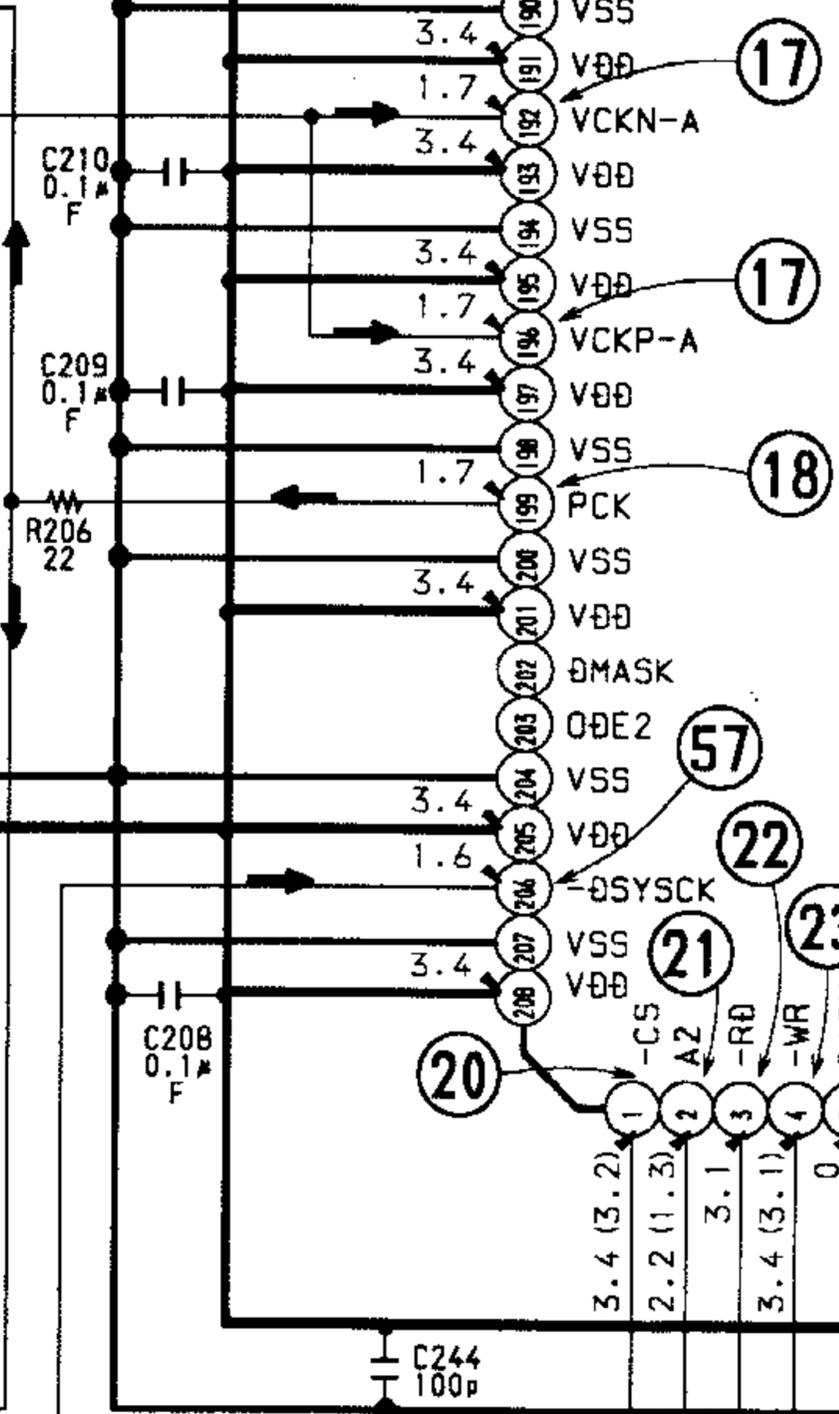 190 VSS
3.4
191 VDD
17
1.7
192 VCKN-A
3.4
C210
0.1μ
F
193 VDD
194 VSS
3.4
195 VDD
17
1.7
196 VCKP-A
3.4
C209
0.1μ
F
197 VDD
198 VSS
1.7
18
199 PCK
R206
22
200 VSS
3.4
201 VDD
202 DMASK
203 ODE2
57
204 VSS
3.4
205 VDD
22
1.6
206 -DSYSCK
23
207 VSS
21
3.4
208 VDD
C208
0.1μ
F
20
-CS
A2
-RD
-WR
1
2
3
4
3.4 (3.2)
2.2 (1.3)
3.1
3.4 (3.1)
0
C244
100p